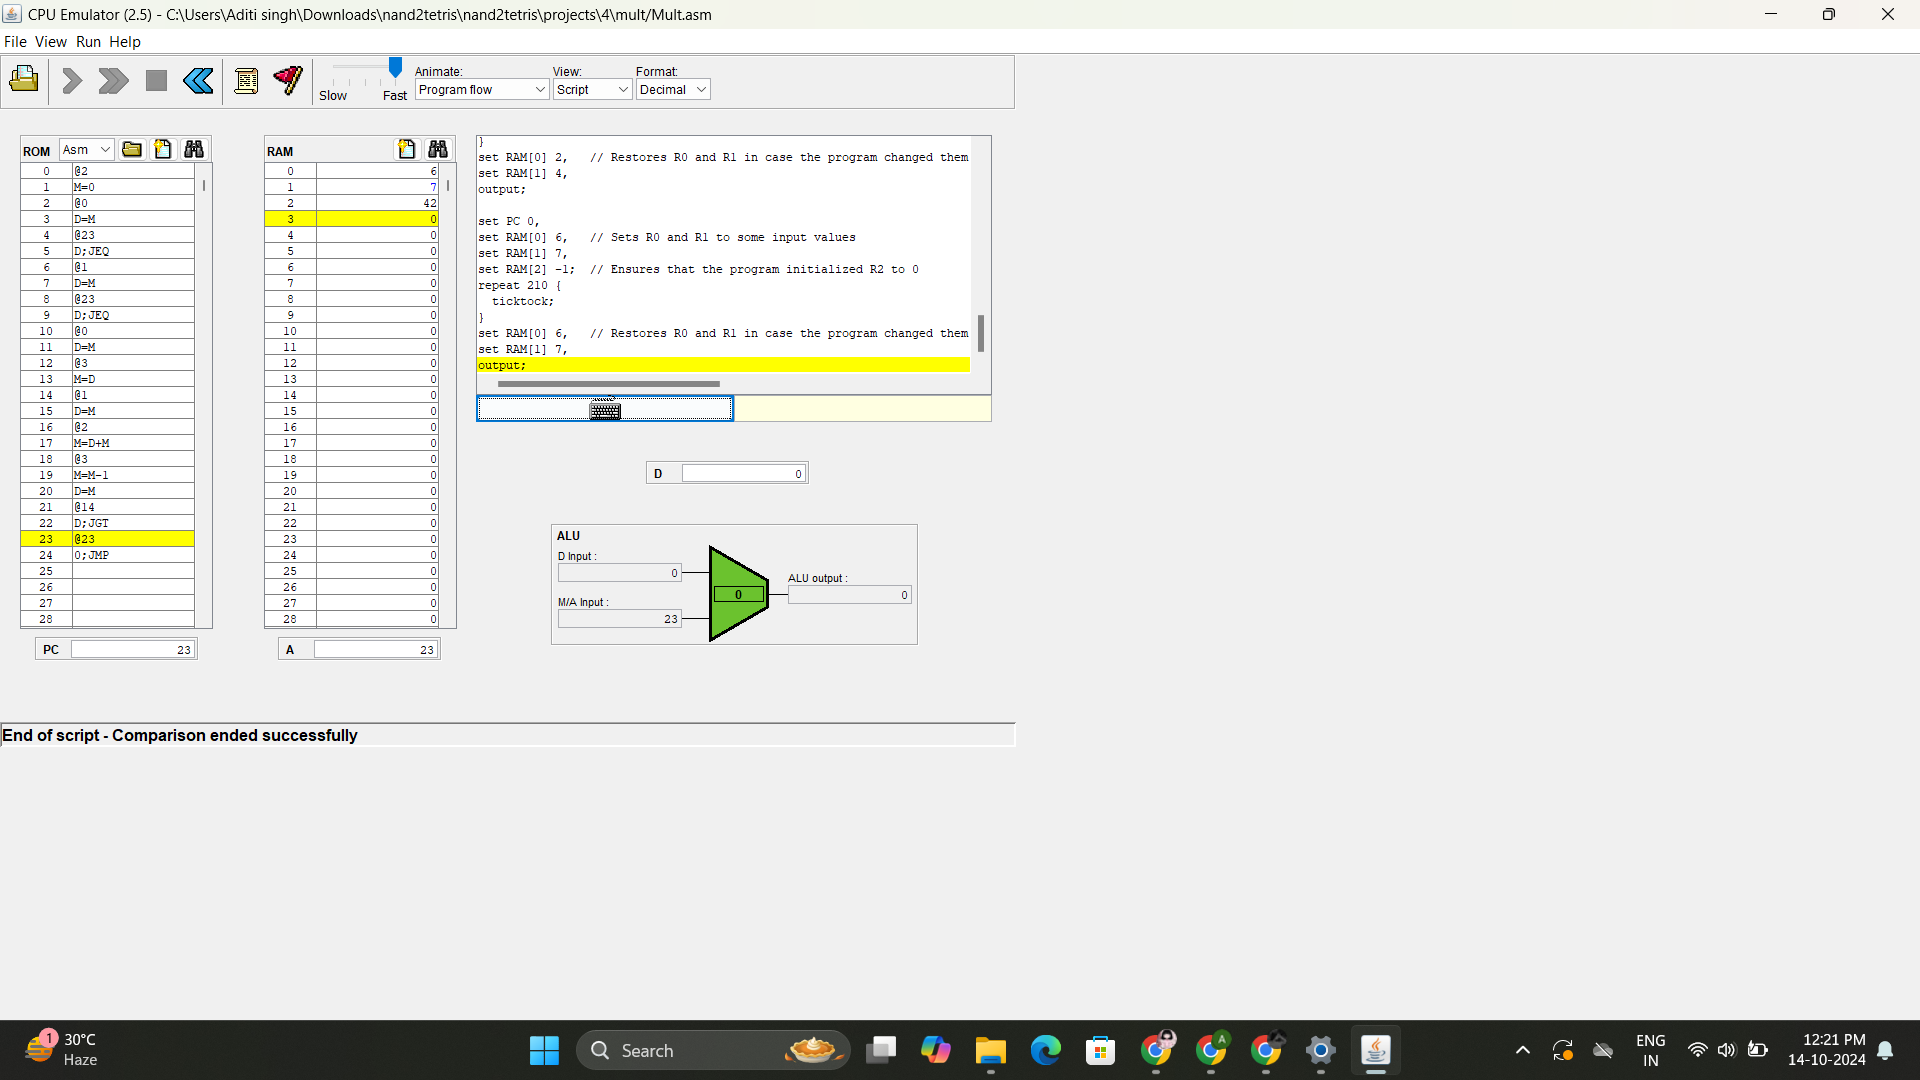 CPU Emulator (2.5) - C:\Users\Aditi singh\Downloads\nand2tetris\nand2tetris\projects\4\mult/Mult.asm
File View Run Help
Slow Fast
Animate: View: Format:
Program flow Script Decimal
ROM Asm
0 @2
1 M=0
2 @0
3 D=M
4 @23
5 D;JEQ
6 @1
7 D=M
8 @23
9 D;JEQ
10 @0
11 D=M
12 @3
13 M=D
14 @1
15 D=M
16 @2
17 M=D+M
18 @3
19 M=M-1
20 D=M
21 @14
22 D;JGT
23 @23
24 0;JMP
25
26
27
28
PC 23
RAM
0 6
1 7
2 42
3 0
4 0
5 0
6 0
7 0
8 0
9 0
10 0
11 0
12 0
13 0
14 0
15 0
16 0
17 0
18 0
19 0
20 0
21 0
22 0
23 0
24 0
25 0
26 0
27 0
28 0
A 23
}
set RAM[0] 2,   // Restores R0 and R1 in case the program changed them
set RAM[1] 4,
output;
set PC 0,
set RAM[0] 6,   // Sets R0 and R1 to some input values
set RAM[1] 7,
set RAM[2] -1;  // Ensures that the program initialized R2 to 0
repeat 210 {
  ticktock;
}
set RAM[0] 6,   // Restores R0 and R1 in case the program changed them
set RAM[1] 7,
output;
D 0
ALU
D Input :
0
M/A Input :
23
0
ALU output :
0
End of script - Comparison ended successfully
1
30°C
Haze
Search
A
ENG
IN
12:21 PM
14-10-2024